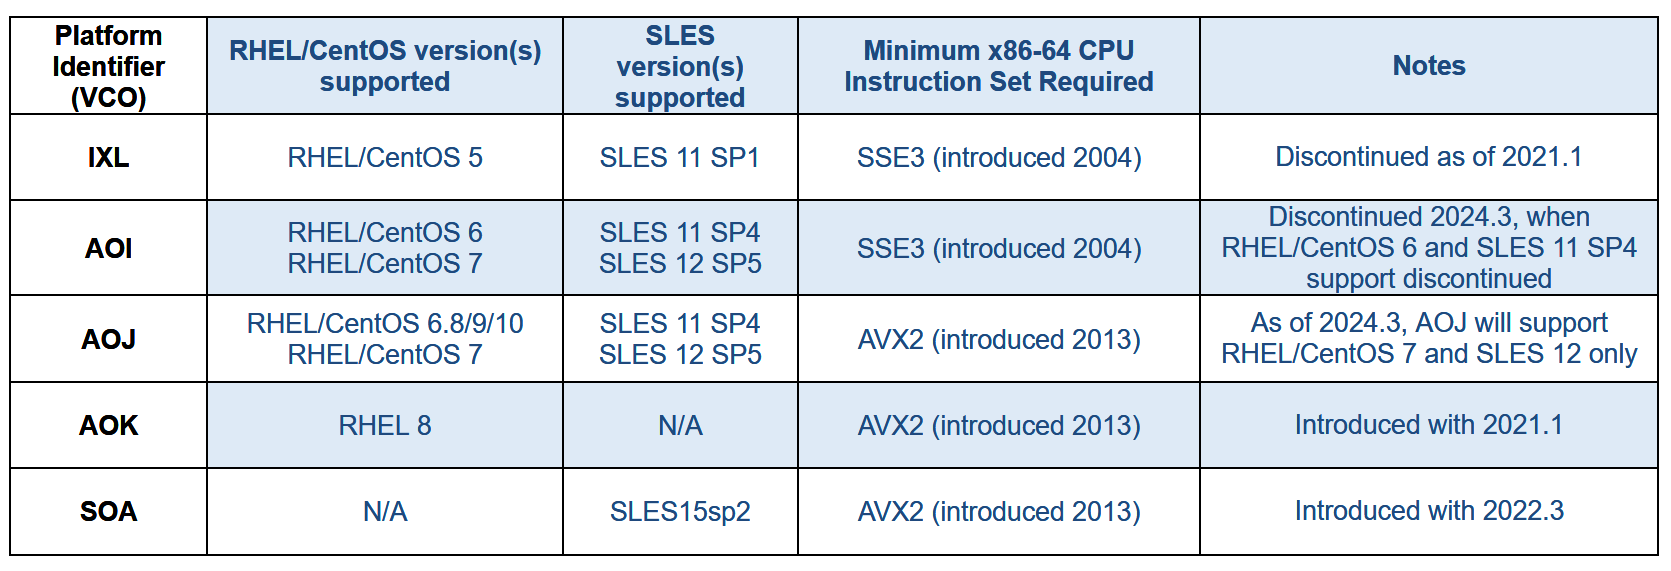 Platform
Identifier
(VCO)
RHEL/CentOS version(s)
supported
SLES
version(s)
supported
Minimum x86-64 CPU
Instruction Set Required
Notes
IXL
RHEL/CentOS 5
SLES 11 SP1
SSE3 (introduced 2004)
Discontinued as of 2021.1
AOI
RHEL/CentOS 6
RHEL/CentOS 7
SLES 11 SP4
SLES 12 SP5
SSE3 (introduced 2004)
Discontinued 2024.3, when
RHEL/CentOS 6 and SLES 11 SP4
support discontinued
AOJ
RHEL/CentOS 6.8/9/10
RHEL/CentOS 7
SLES 11 SP4
SLES 12 SP5
AVX2 (introduced 2013)
As of 2024.3, AOJ will support
RHEL/CentOS 7 and SLES 12 only
AOK
RHEL 8
N/A
AVX2 (introduced 2013)
Introduced with 2021.1
SOA
N/A
SLES15sp2
AVX2 (introduced 2013)
Introduced with 2022.3